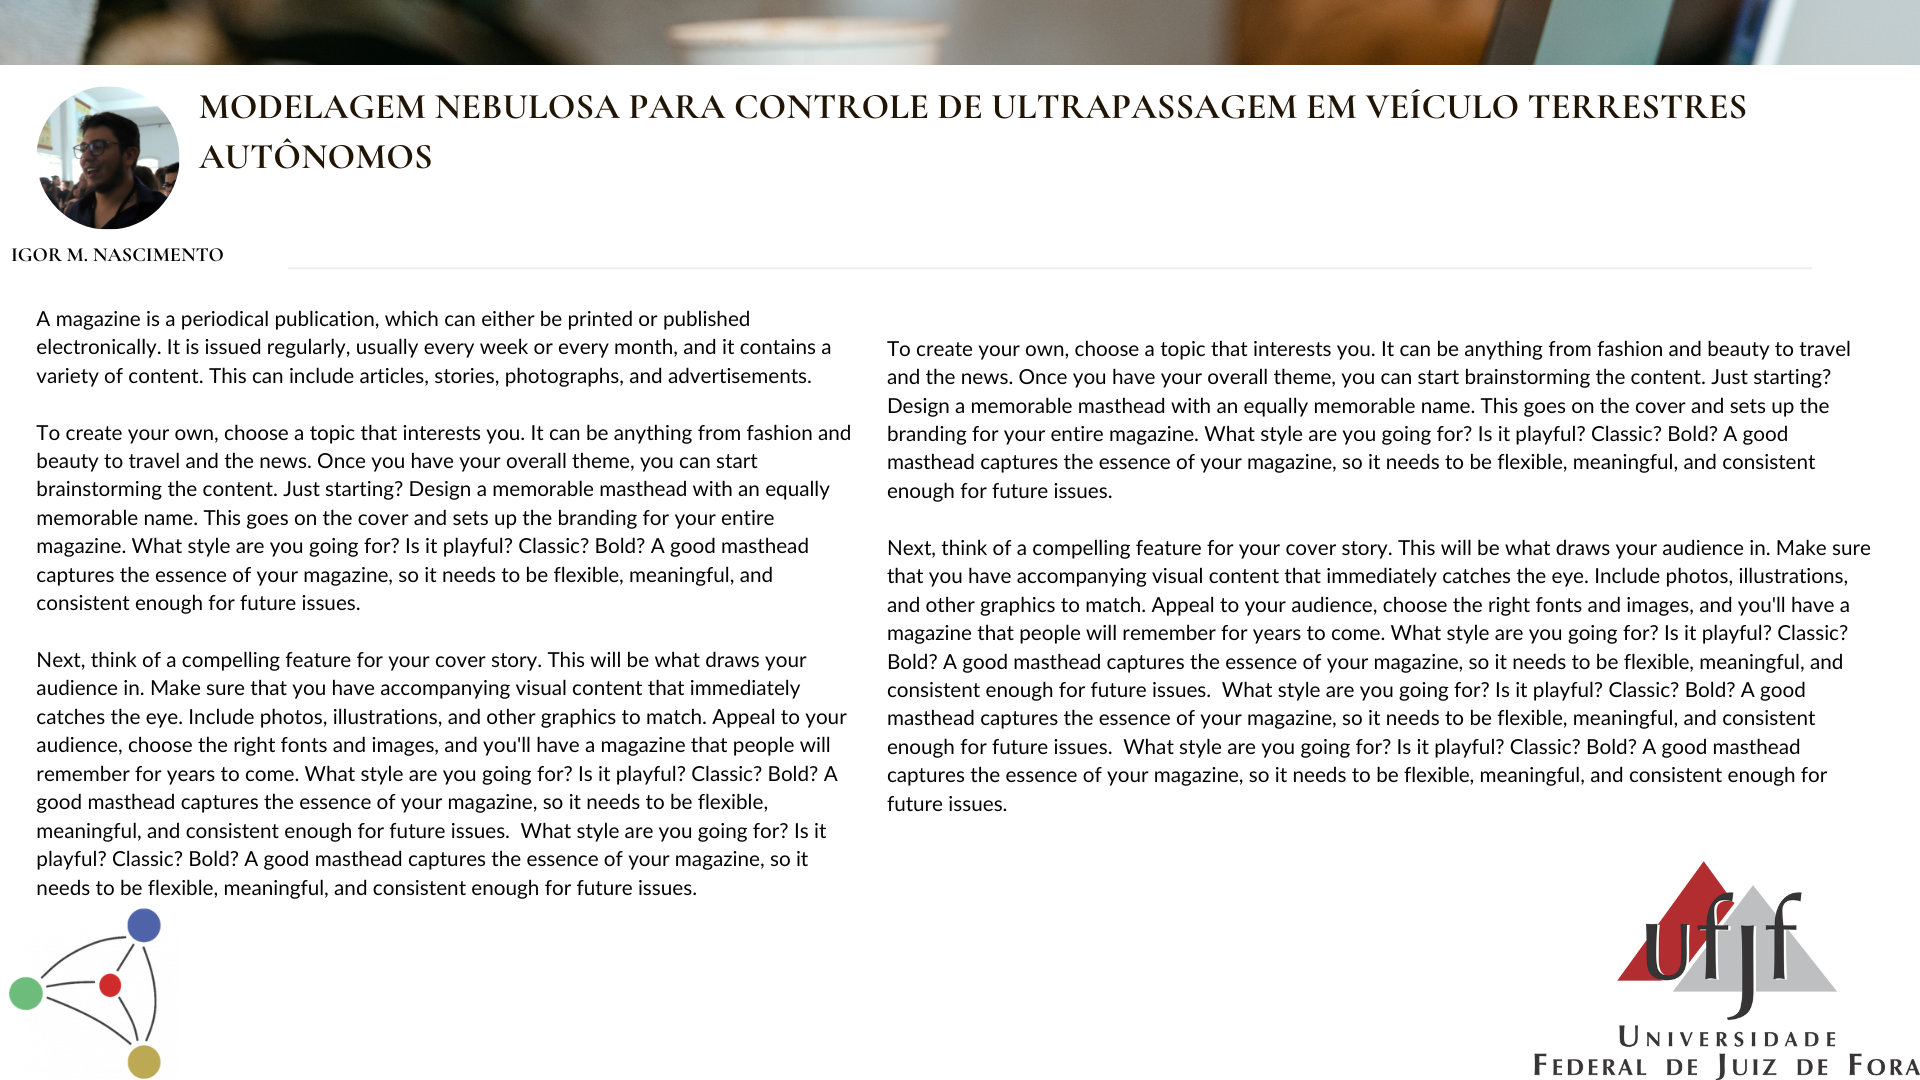 MODELAGEM NEBULOSA PARA CONTROLE DE ULTRAPASSAGEM EM VEÍCULO TERRESTRES
AUTÔNOMOS
IGOR M. NASCIMENTO
A magazine is a periodical publication, which can either be printed or published
electronically. It is issued regularly, usually every week or every month, and it contains a
variety of content. This can include articles, stories, photographs, and advertisements.
To create your own, choose a topic that interests you. It can be anything from fashion and
beauty to travel and the news. Once you have your overall theme, you can start
brainstorming the content. Just starting? Design a memorable masthead with an equally
memorable name. This goes on the cover and sets up the branding for your entire
magazine. What style are you going for? Is it playful? Classic? Bold? A good masthead
captures the essence of your magazine, so it needs to be flexible, meaningful, and
consistent enough for future issues.
Next, think of a compelling feature for your cover story. This will be what draws your
audience in. Make sure that you have accompanying visual content that immediately
catches the eye. Include photos, illustrations, and other graphics to match. Appeal to your
audience, choose the right fonts and images, and you'll have a magazine that people will
remember for years to come. What style are you going for? Is it playful? Classic? Bold? A
good masthead captures the essence of your magazine, so it needs to be flexible,
meaningful, and consistent enough for future issues.  What style are you going for? Is it
playful? Classic? Bold? A good masthead captures the essence of your magazine, so it
needs to be flexible, meaningful, and consistent enough for future issues.
To create your own, choose a topic that interests you. It can be anything from fashion and beauty to travel
and the news. Once you have your overall theme, you can start brainstorming the content. Just starting?
Design a memorable masthead with an equally memorable name. This goes on the cover and sets up the
branding for your entire magazine. What style are you going for? Is it playful? Classic? Bold? A good
masthead captures the essence of your magazine, so it needs to be flexible, meaningful, and consistent
enough for future issues.
Next, think of a compelling feature for your cover story. This will be what draws your audience in. Make sure
that you have accompanying visual content that immediately catches the eye. Include photos, illustrations,
and other graphics to match. Appeal to your audience, choose the right fonts and images, and you'll have a
magazine that people will remember for years to come. What style are you going for? Is it playful? Classic?
Bold? A good masthead captures the essence of your magazine, so it needs to be flexible, meaningful, and
consistent enough for future issues.  What style are you going for? Is it playful? Classic? Bold? A good
masthead captures the essence of your magazine, so it needs to be flexible, meaningful, and consistent
enough for future issues.  What style are you going for? Is it playful? Classic? Bold? A good masthead
captures the essence of your magazine, so it needs to be flexible, meaningful, and consistent enough for
future issues.
ufjf
UNIVERSIDADE
FEDERAL DE JUIZ DE FORA